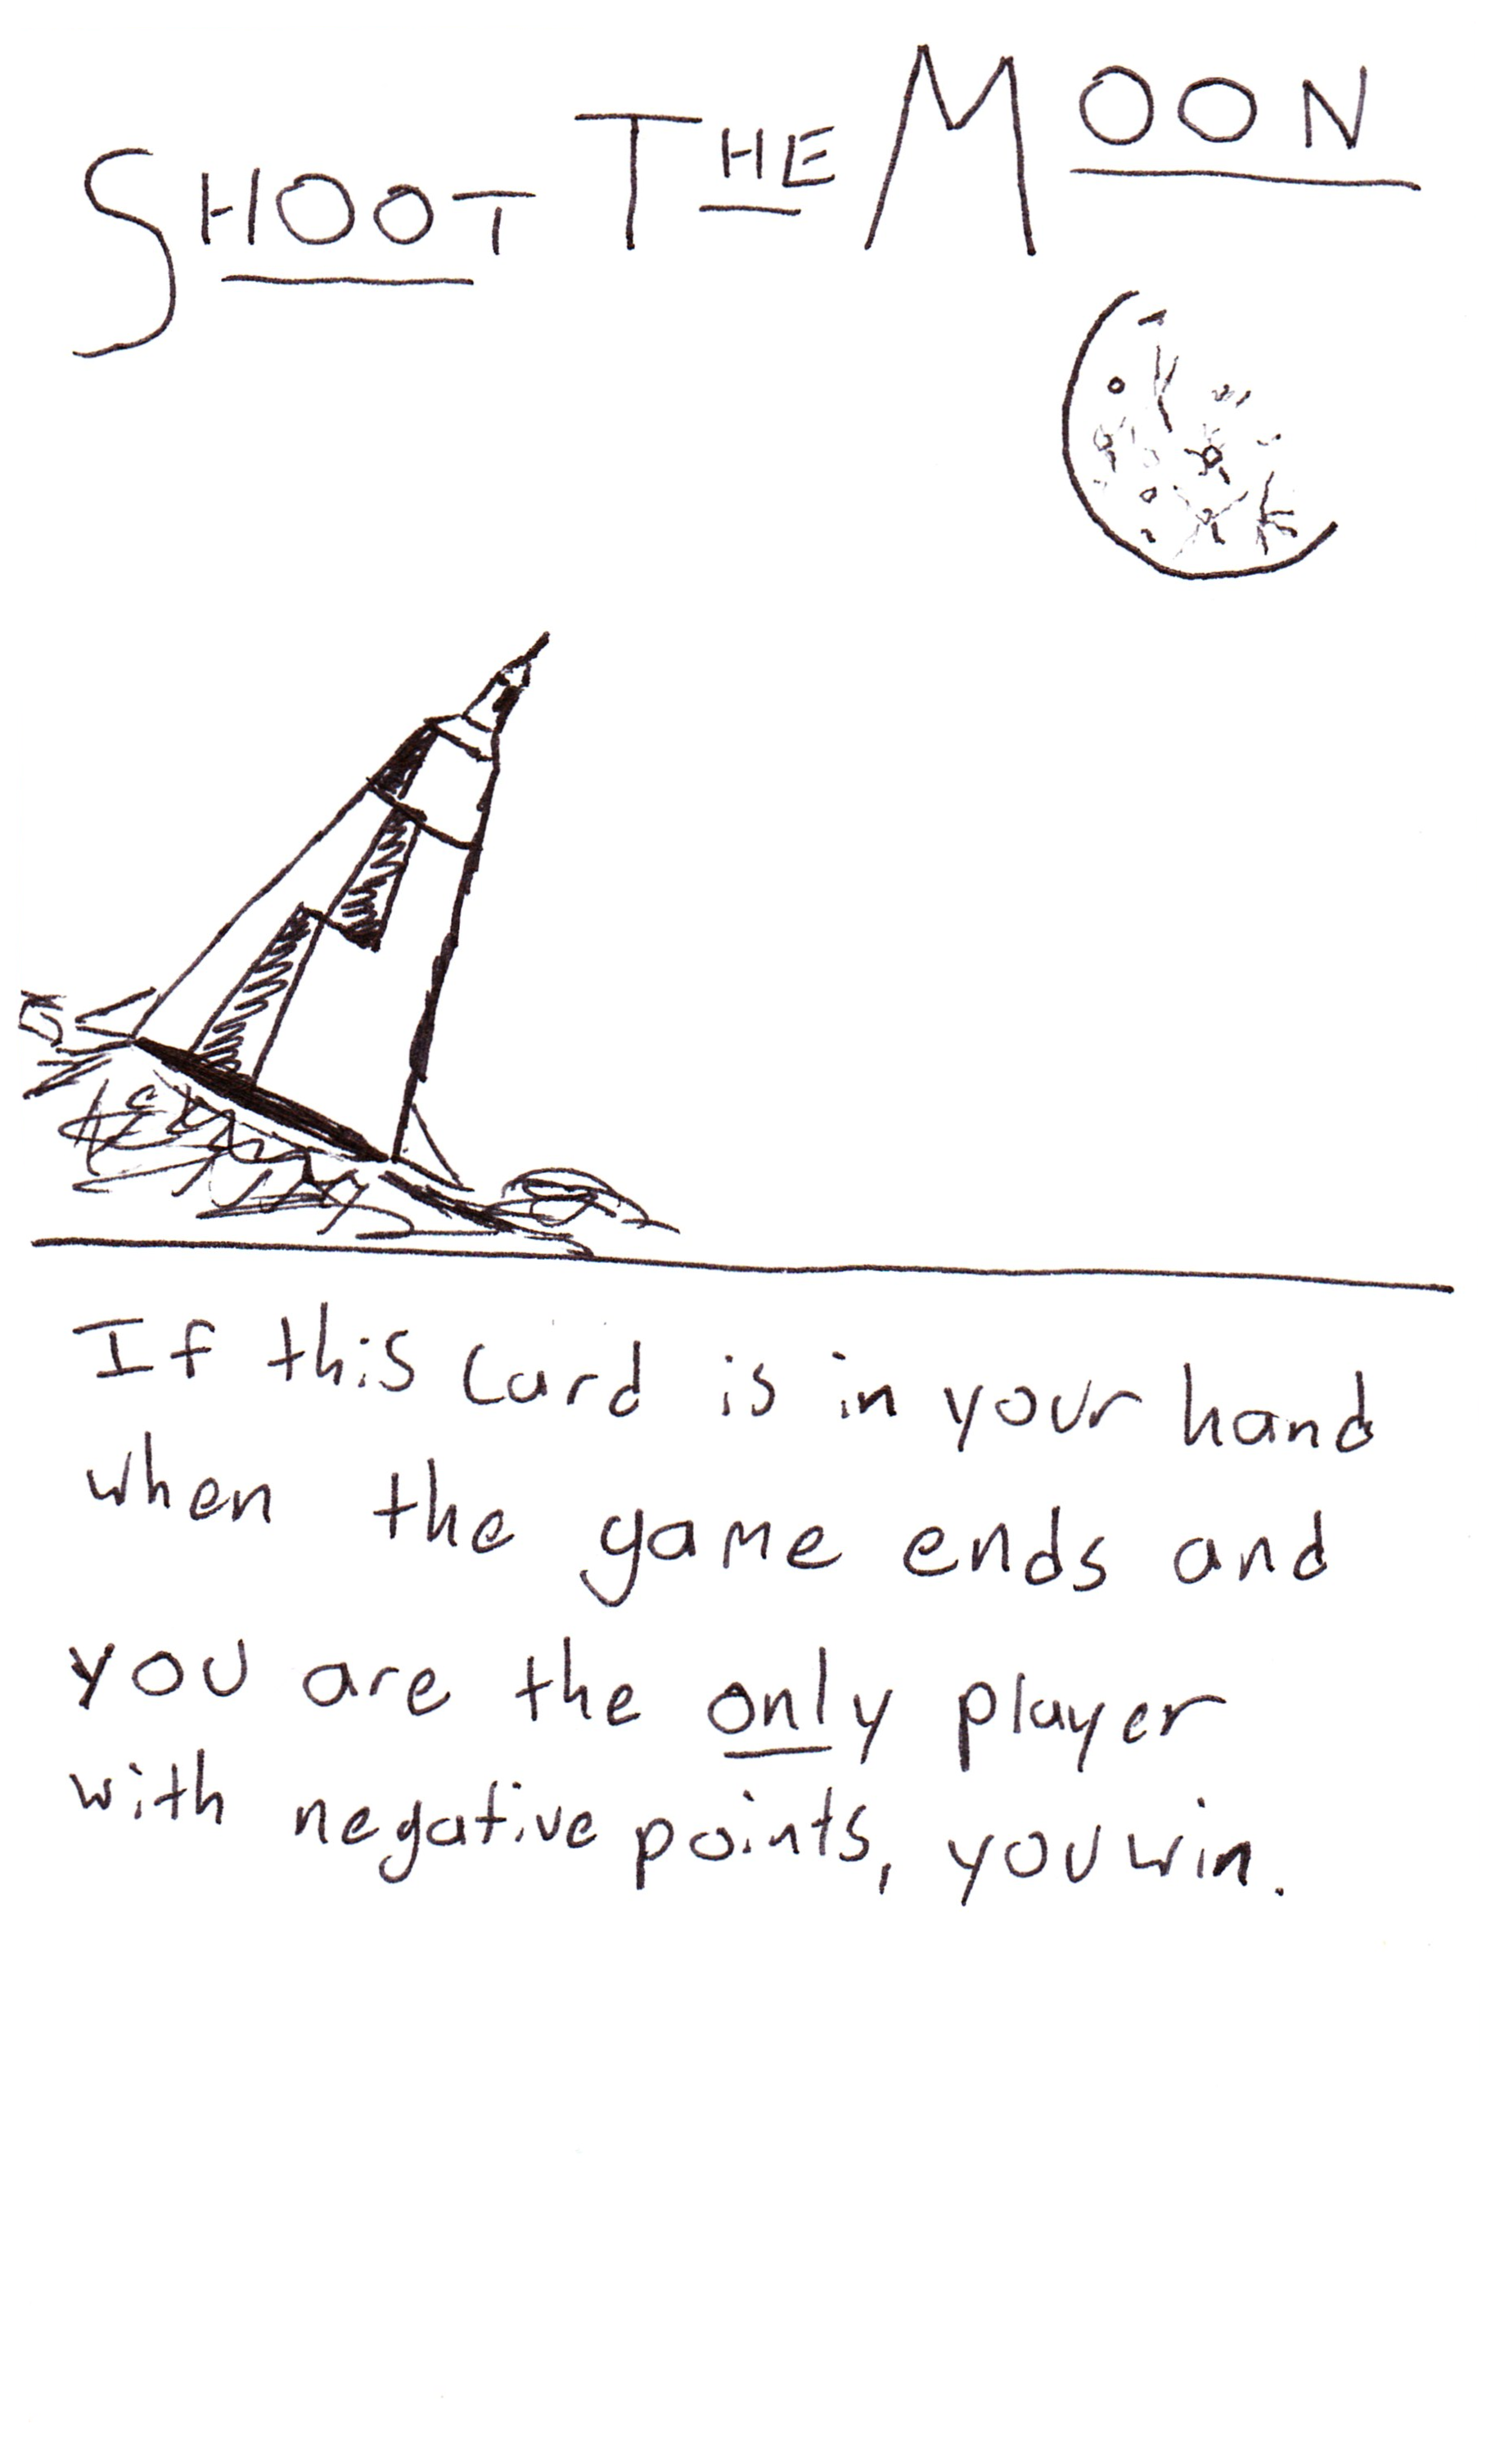 SHOOT THE MOON
If this card is in your hand
when the game ends and
you are the only player
with negative points, you win.